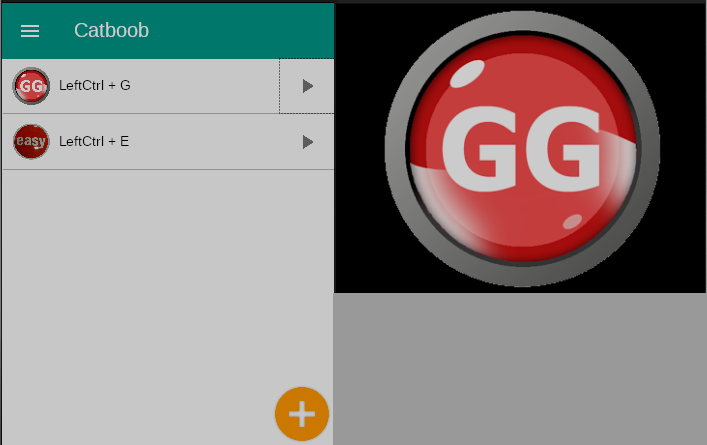 Catboob
GG
LeftCtrl + G
easy
LeftCtrl + E
GG